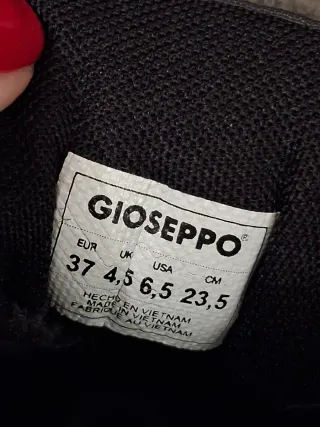 GIOSEPPO®
EUR UK USA CM
37 4,5 6,5 23,5
HECHO EN VIETNAM
MADE IN VIETNAM
FABRIQUE AU VIETNAM